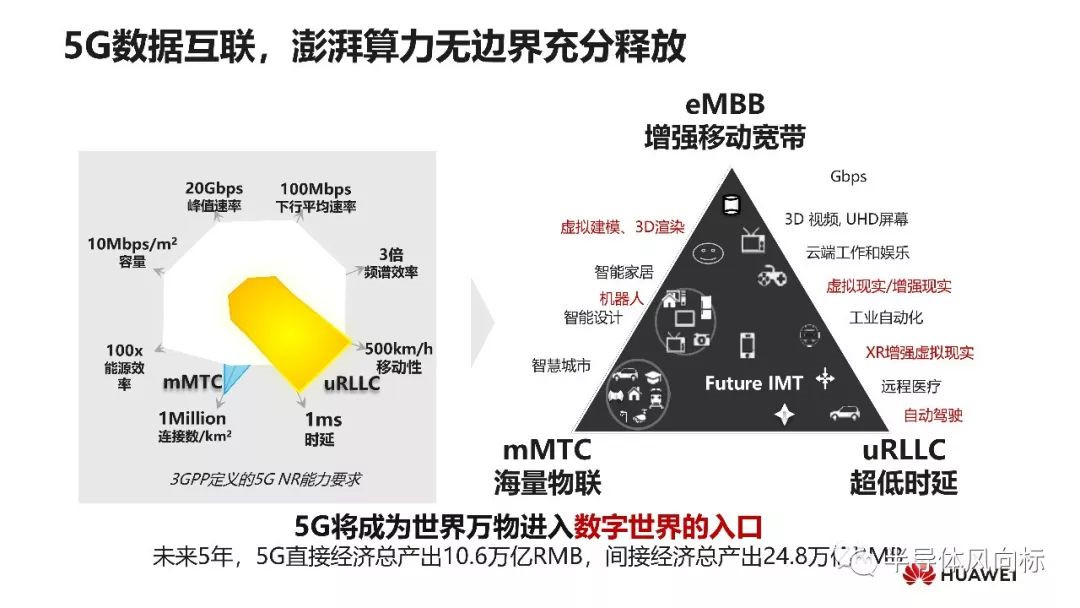 5G数据互联，澎湃算力无边界充分释放
20Gbps
峰值速率
100Mbps
下行平均速率
10Mbps/m²
容量
3倍
频谱效率
100x
能源效
率
500km/h
移动性
mMTC
uRLLC
1Million
连接数/km²
1ms
时延
3GPP定义的5G NR能力要求
eMBB
增强移动宽带
Gbps
虚拟建模、3D渲染
3D 视频, UHD屏幕
云端工作和娱乐
智能家居
机器人
虚拟现实/增强现实
智能设计
工业自动化
XR增强虚拟现实
智慧城市
远程医疗
Future IMT
自动驾驶
mMTC
海量物联
uRLLC
超低时延
5G将成为世界万物进入数字世界的入口
未来5年，5G直接经济总产出10.6万亿RMB，间接经济总产出24.8万亿RMB
半导体风向标
HUAWEI